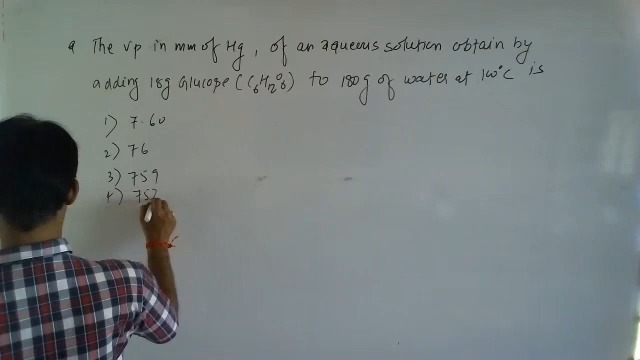 Q The vp in mm of Hg, of an aqueous solution obtain by
adding 18g Glucose (C6H12O6) to 180g of water at 100°C is
1) 7.60
2) 76
3) 759
4) 752